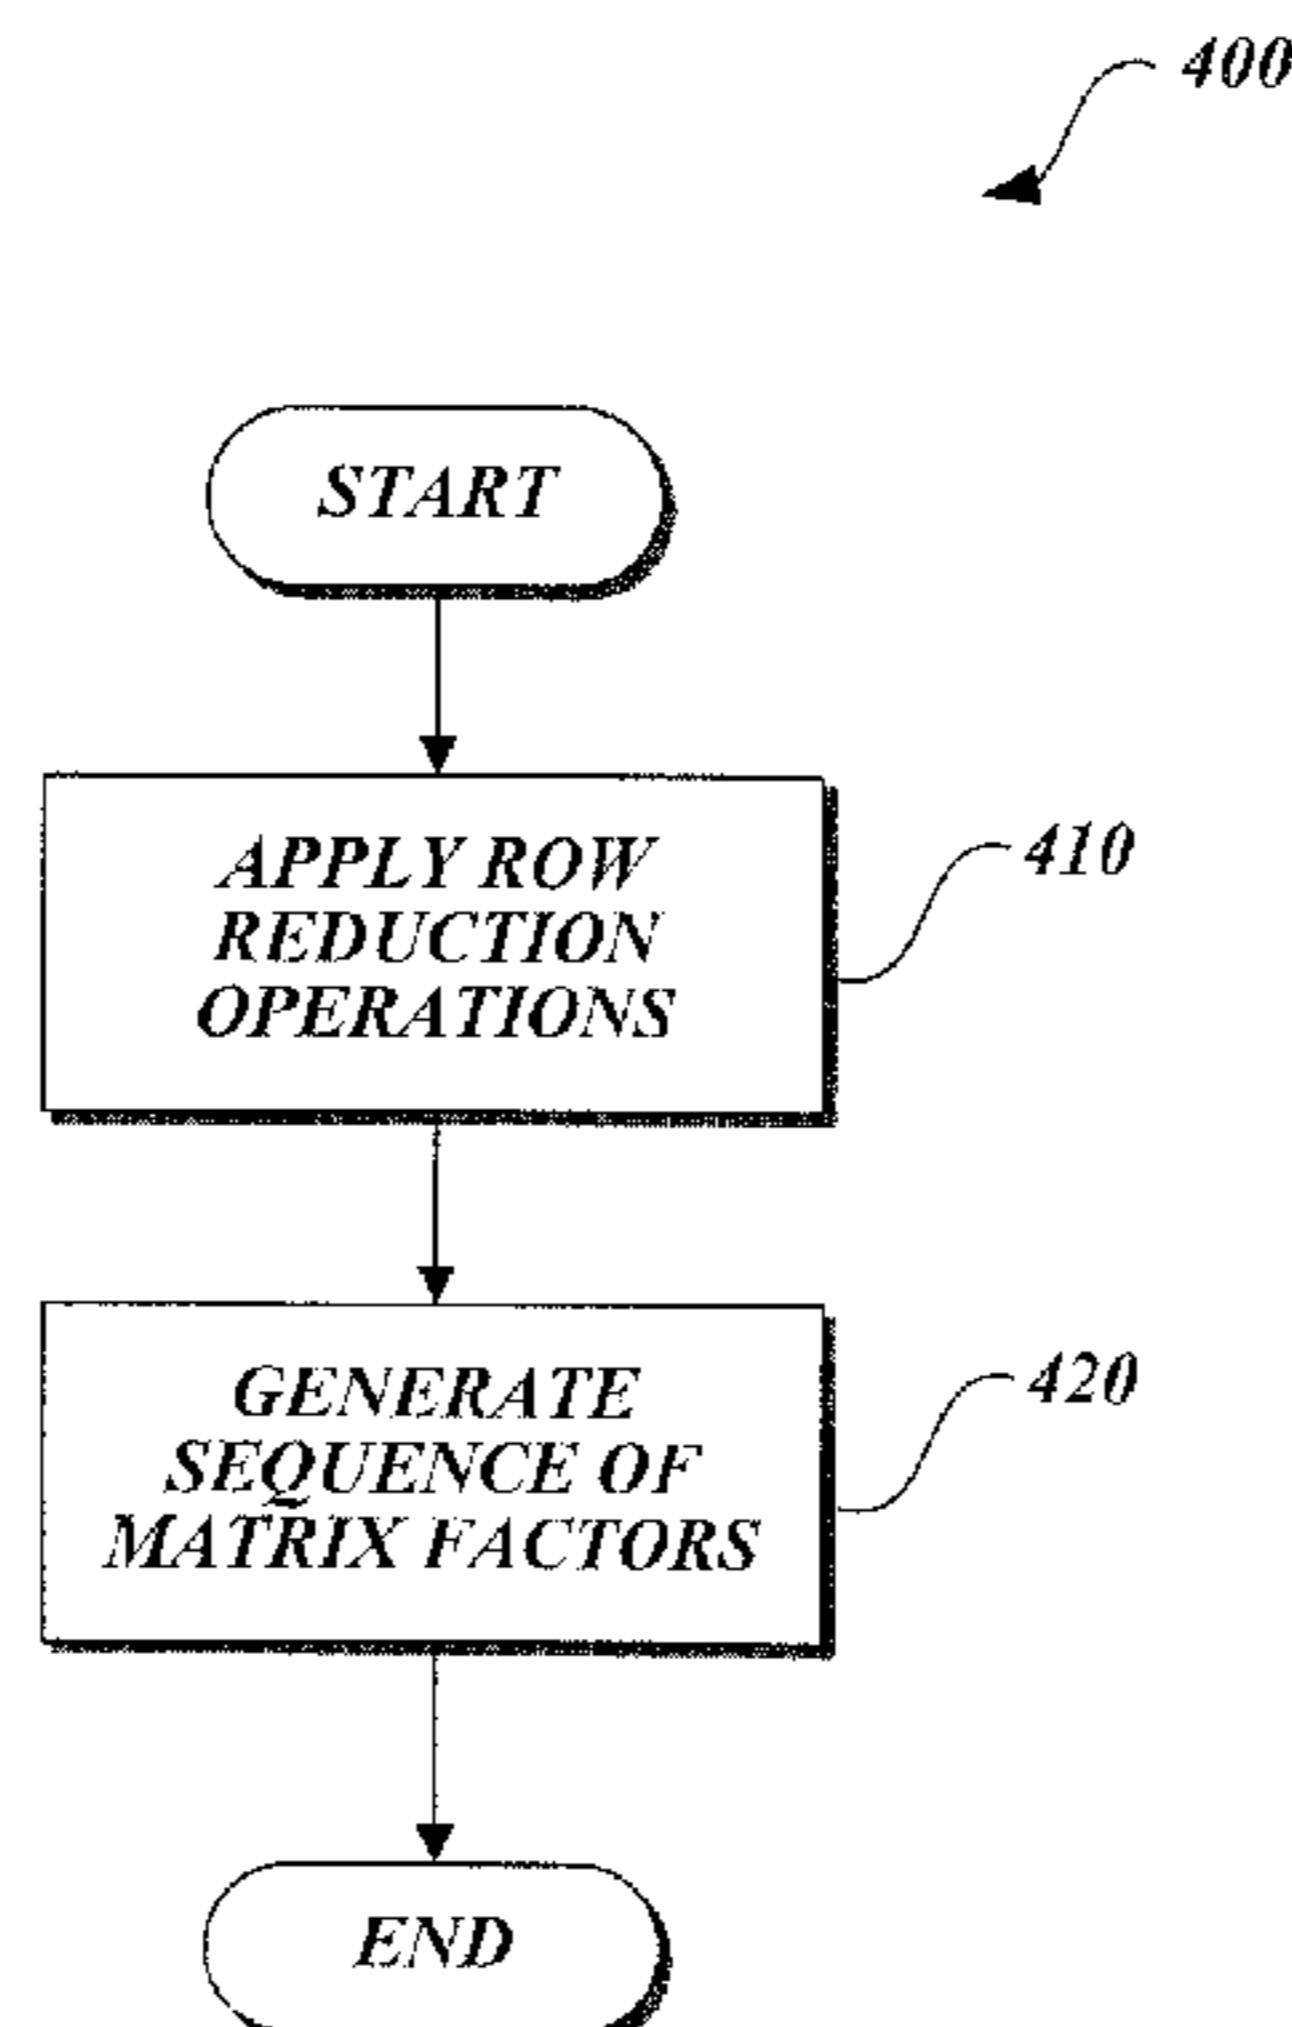 400
START
APPLY ROW
REDUCTION
OPERATIONS
410
GENERATE
SEQUENCE OF
MATRIX FACTORS
420
END